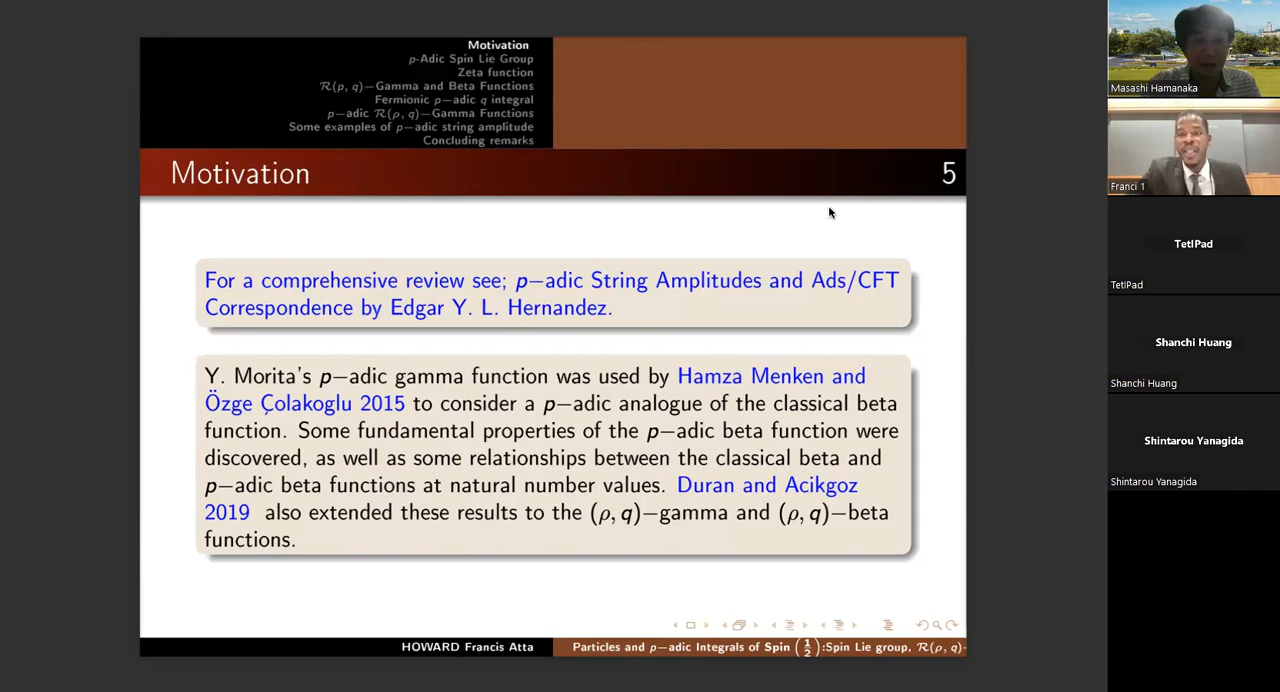 Motivation
p-Adic Spin Lie Group
Zeta function
ℛ(p, q)−Gamma and Beta Functions
Fermionic p−adic q integral
p−adic ℛ(ρ, q)−Gamma Functions
Some examples of p−adic string amplitude
Concluding remarks
Motivation
5
For a comprehensive review see; p−adic String Amplitudes and Ads/CFT
Correspondence by Edgar Y. L. Hernandez.
Y. Morita's p−adic gamma function was used by Hamza Menken and
Özge Çolakoglu 2015 to consider a p−adic analogue of the classical beta
function. Some fundamental properties of the p−adic beta function were
discovered, as well as some relationships between the classical beta and
p−adic beta functions at natural number values. Duran and Acikgoz
2019 also extended these results to the (ρ, q)−gamma and (ρ, q)−beta
functions.
HOWARD Francis Atta
Particles and p−adic Integrals of Spin (1/2):Spin Lie group, ℛ(ρ, q)-
Masashi Hamanaka
Franci 1
TetIPad
TetIPad
Shanchi Huang
Shanchi Huang
Shintarou Yanagida
Shintarou Yanagida